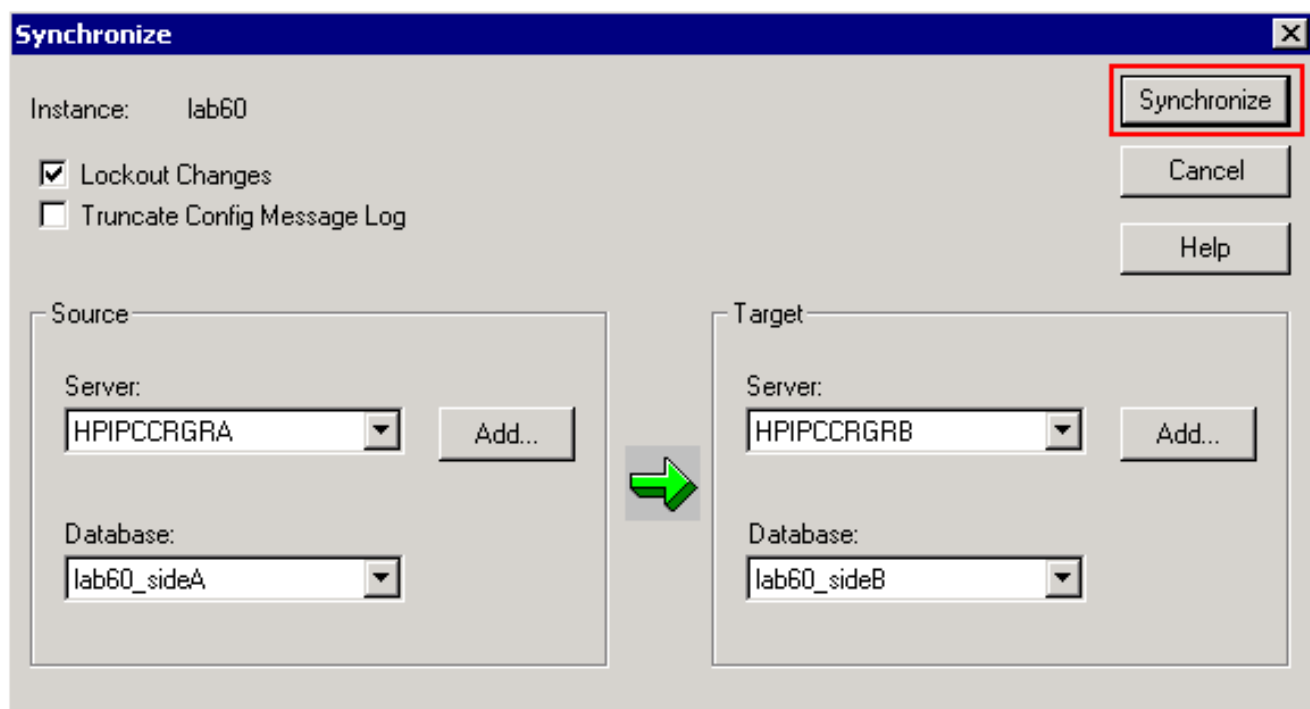 Synchronize
Instance: lab60
Synchronize
Lockout Changes
Cancel
Truncate Config Message Log
Help
Source
Server:
HPIPCCRGRA
Add...
Database:
lab60_sideA
Target
Server:
HPIPCCRGRB
Add...
Database:
lab60_sideB